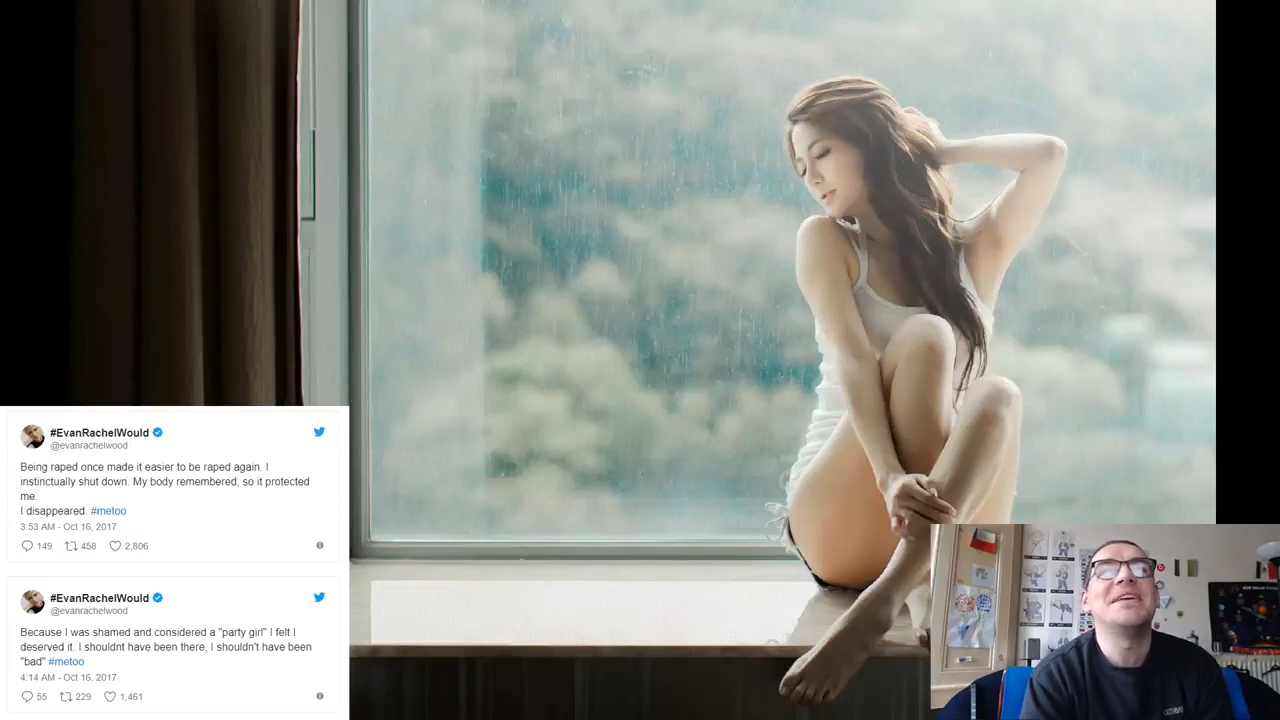 #EvanRachelWould
@evanrachelwood
Being raped once made it easier to be raped again. I
instinctually shut down. My body remembered, so it protected
me.
I disappeared. #metoo
3:53 AM - Oct 16, 2017
149 458 2,806
#EvanRachelWould
@evanrachelwood
Because I was shamed and considered a "party girl" I felt I
deserved it. I shouldnt have been there, I shouldn't have been
"bad" #metoo
4:14 AM - Oct 16, 2017
55 229 1,461